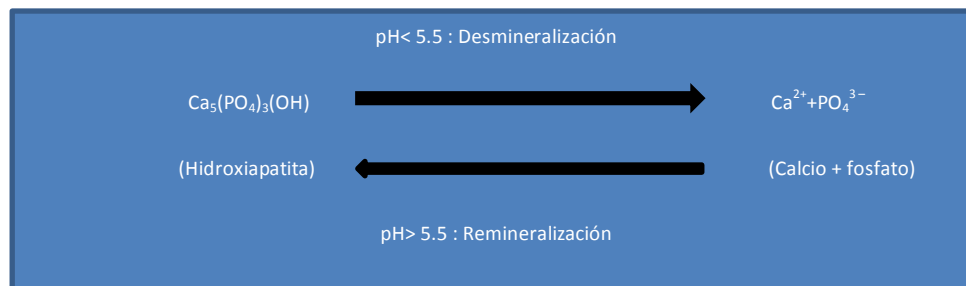 pH< 5.5 : Desmineralización
Ca₅(PO₄)₃(OH) Ca²⁺+PO₄³⁻
(Hidroxiapatita) (Calcio + fosfato)
pH> 5.5 : Remineralización